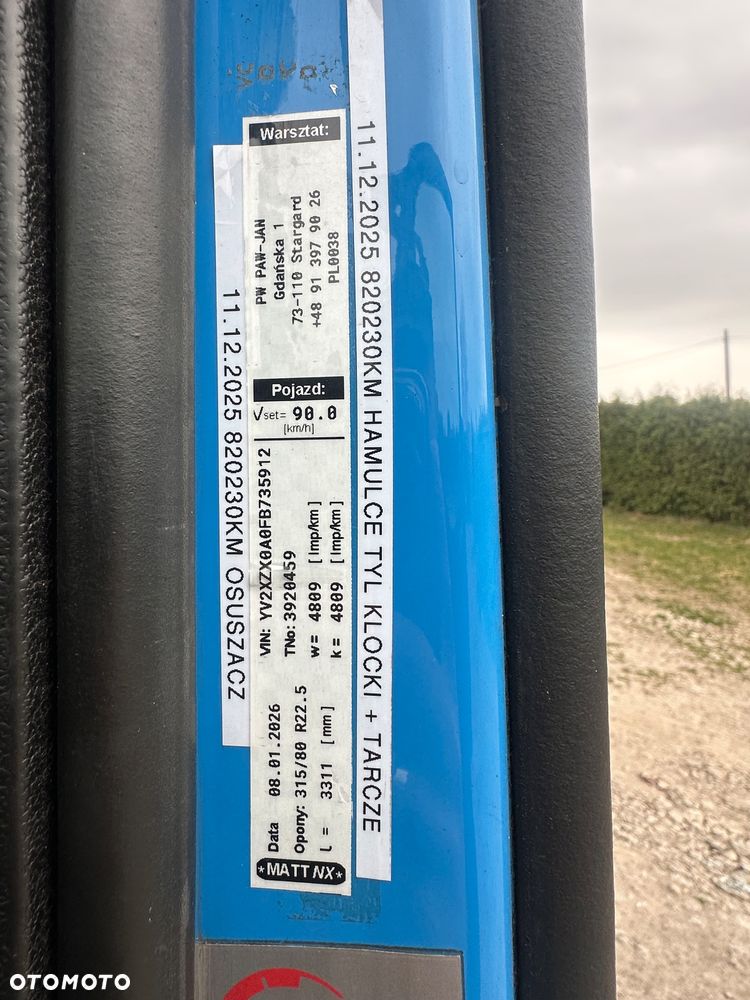 Warsztat:
PW PAW-JAN
Gdańska 1
73-110 Stargard
+48 91 397 90 26
PL0038
Pojazd:
Vset= 90.0
[km/h]
VIN: YV2XZX0A0FB735912
TNo: 3920459
w= 4809 [Imp/km]
k= 4809 [Imp/km]
Data 08.01.2026
Opony: 315/80 R22.5
l = 3311 [mm]
*MATT NX*
11.12.2025 820230KM OSUSZACZ
11.12.2025 820230KM HAMULCE TYL KLOCKI + TARCZE
OTOMOTO